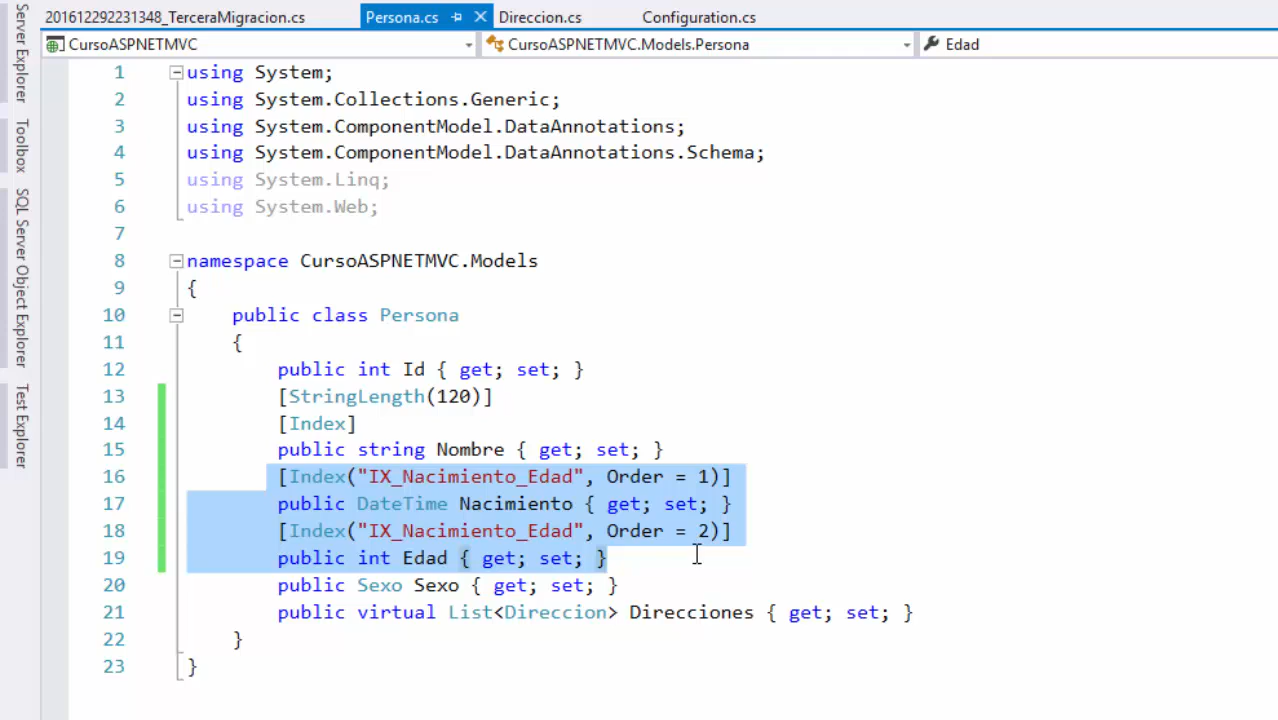 201612292231348_TerceraMigracion.cs
Persona.cs
Direccion.cs
Configuration.cs
CursoASPNETMVC
CursoASPNETMVC.Models.Persona
Edad
Server Explorer
Toolbox
SQL Server Object Explorer
Test Explorer
1 using System;
2 using System.Collections.Generic;
3 using System.ComponentModel.DataAnnotations;
4 using System.ComponentModel.DataAnnotations.Schema;
5 using System.Linq;
6 using System.Web;
7
8 namespace CursoASPNETMVC.Models
9 {
10 public class Persona
11 {
12 public int Id { get; set; }
13 [StringLength(120)]
14 [Index]
15 public string Nombre { get; set; }
16 [Index("IX_Nacimiento_Edad", Order = 1)]
17 public DateTime Nacimiento { get; set; }
18 [Index("IX_Nacimiento_Edad", Order = 2)]
19 public int Edad { get; set; }
20 public Sexo Sexo { get; set; }
21 public virtual List<Direccion> Direcciones { get; set; }
22 }
23 }